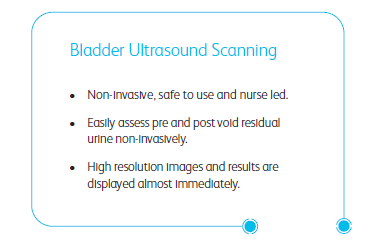 Bladder Ultrasound Scanning
• Non-invasive, safe to use and nurse led.
• Easily assess pre and post void residual
urine non-invasively.
• High resolution images and results are
displayed almost immediately.